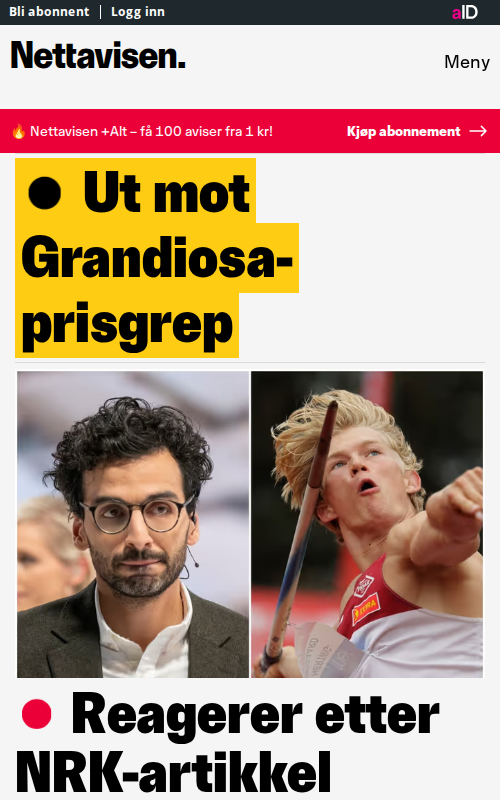 Bli abonnent | Logg inn
aID
Nettavisen.
Meny
🔥 Nettavisen +Alt – få 100 aviser fra 1 kr!
Kjøp abonnement →
● Ut mot
Grandiosa-
prisgrep
● Reagerer etter
NRK-artikkel